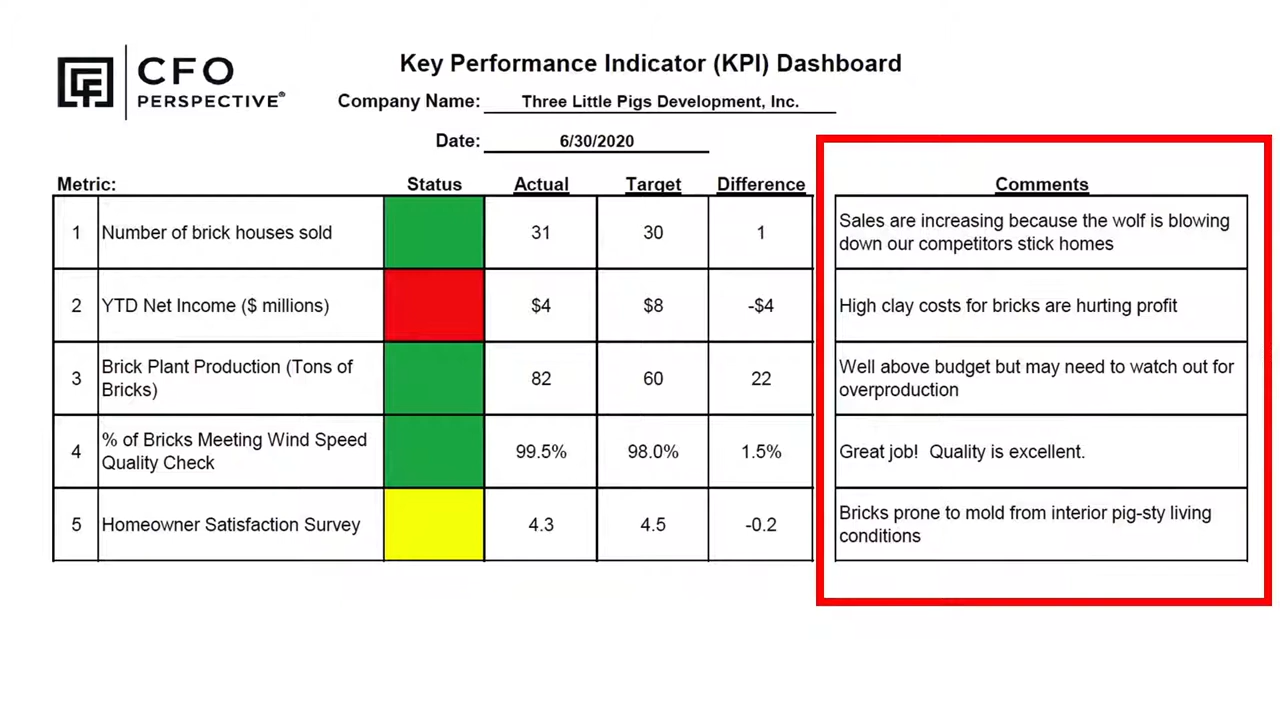 CFO
PERSPECTIVE®
Key Performance Indicator (KPI) Dashboard
Company Name: Three Little Pigs Development, Inc.
Date: 6/30/2020
Metric: Status Actual Target Difference Comments
1 Number of brick houses sold 31 30 1 Sales are increasing because the wolf is blowing
down our competitors stick homes
2 YTD Net Income ($ millions) $4 $8 -$4 High clay costs for bricks are hurting profit
3 Brick Plant Production (Tons of
Bricks) 82 60 22 Well above budget but may need to watch out for
overproduction
4 % of Bricks Meeting Wind Speed
Quality Check 99.5% 98.0% 1.5% Great job!  Quality is excellent.
5 Homeowner Satisfaction Survey 4.3 4.5 -0.2 Bricks prone to mold from interior pig-sty living
conditions